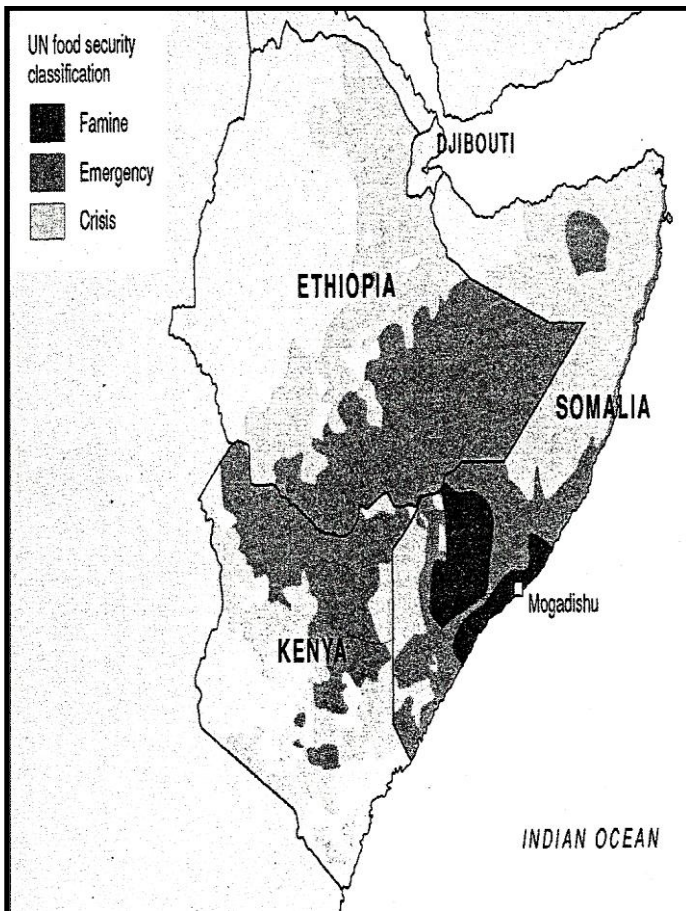 UN food security
classification
Famine
Emergency
Crisis
DJIBOUTI
ETHIOPIA
SOMALIA
Mogadishu
KENYA
INDIAN OCEAN